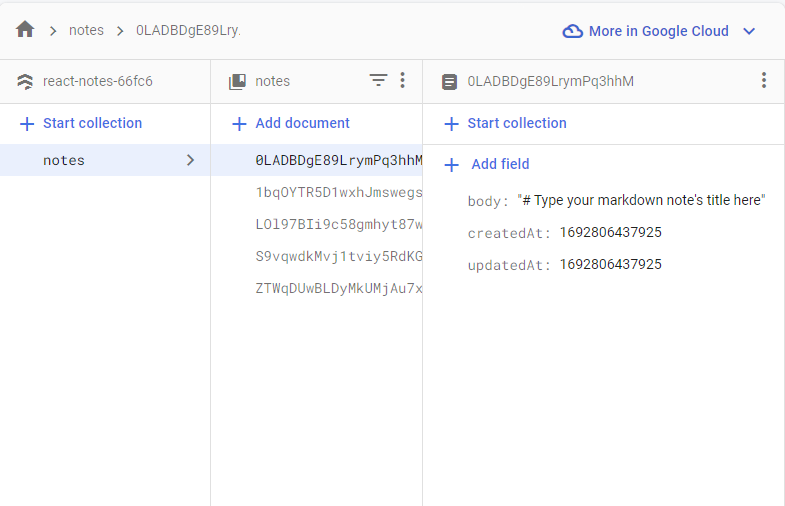 notes
0LADBDgE89Lry.
More in Google Cloud
react-notes-66fc6
notes
0LADBDgE89LrymPq3hhM
Start collection
Add document
Start collection
notes
0LADBDgE89LrymPq3hhM
1bqOYTR5D1wxhJmswegs
LOl97BIi9c58gmhyt87w
S9vqwdkMvj1tviy5RdKG
ZTWqDUwBLDyMkUMjAu7x
Add field
body: "# Type your markdown note's title here"
createdAt: 1692806437925
updatedAt: 1692806437925